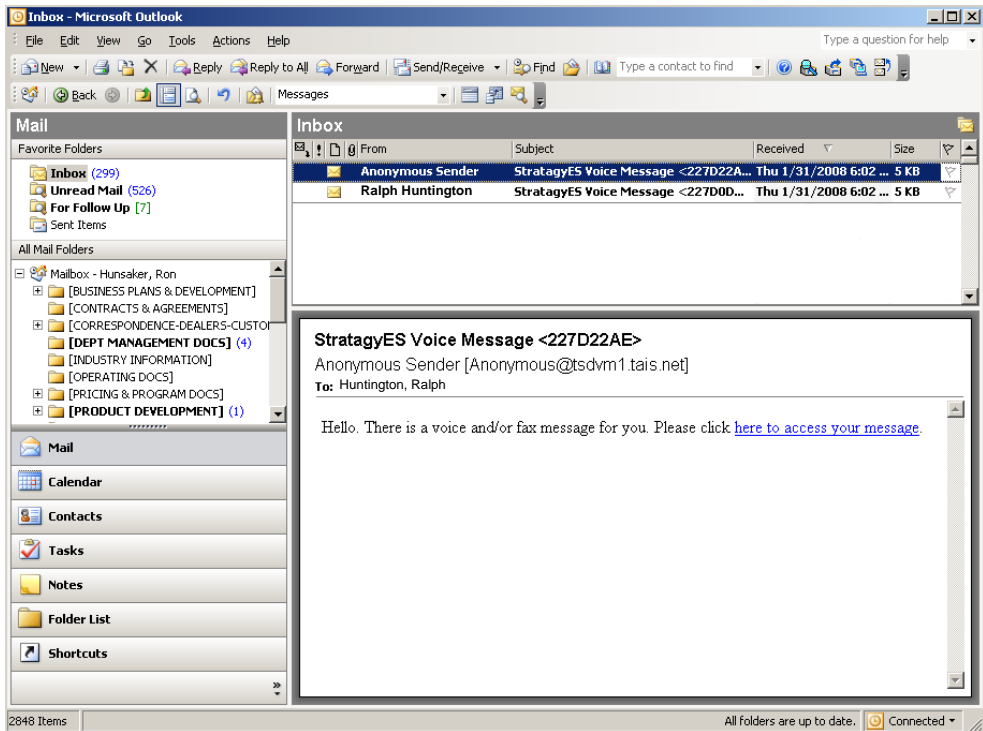 Inbox - Microsoft Outlook
File Edit View Go Tools Actions Help Type a question for help
New Reply Reply to All Forward Send/Receive Find Type a contact to find
Back Messages
Mail
Favorite Folders
Inbox (299)
Unread Mail (526)
For Follow Up [7]
Sent Items
All Mail Folders
Mailbox - Hunsaker, Ron
[BUSINESS PLANS & DEVELOPMENT]
[CONTRACTS & AGREEMENTS]
[CORRESPONDENCE-DEALERS-CUSTO
[DEPT MANAGEMENT DOCS] (4)
[INDUSTRY INFORMATION]
[OPERATING DOCS]
[PRICING & PROGRAM DOCS]
[PRODUCT DEVELOPMENT] (1)
Mail
Calendar
Contacts
Tasks
Notes
Folder List
Shortcuts
Inbox
From Subject Received Size
Anonymous Sender StratagyES Voice Message <227D22A... Thu 1/31/2008 6:02 ... 5 KB
Ralph Huntington StratagyES Voice Message <227D0D... Thu 1/31/2008 6:02 ... 5 KB
StratagyES Voice Message <227D22AE>
Anonymous Sender [Anonymous@tsdvm1.tais.net]
To: Huntington, Ralph
Hello. There is a voice and/or fax message for you. Please click here to access your message.
2848 Items All folders are up to date. Connected